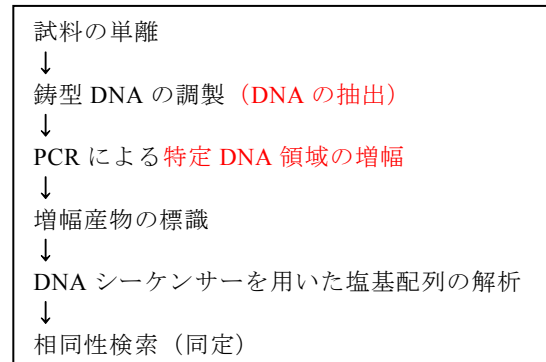 試料の単離
↓
鋳型 DNA の調製（DNA の抽出）
↓
PCR による特定 DNA 領域の増幅
↓
増幅産物の標識
↓
DNA シーケンサーを用いた塩基配列の解析
↓
相同性検索（同定）